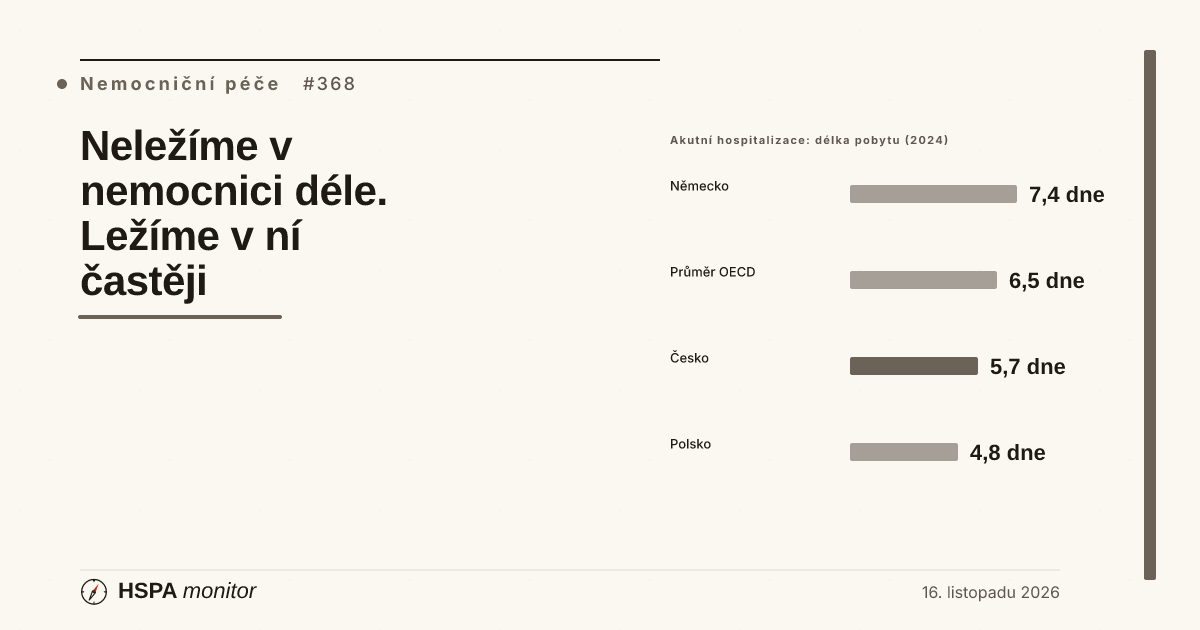 Nemocniční péče #368
Neležíme v
nemocnici déle.
Ležíme v ní
častěji
Akutní hospitalizace: délka pobytu (2024)
Německo 7,4 dne
Průměr OECD 6,5 dne
Česko 5,7 dne
Polsko 4,8 dne
HSPA monitor
16. listopadu 2026